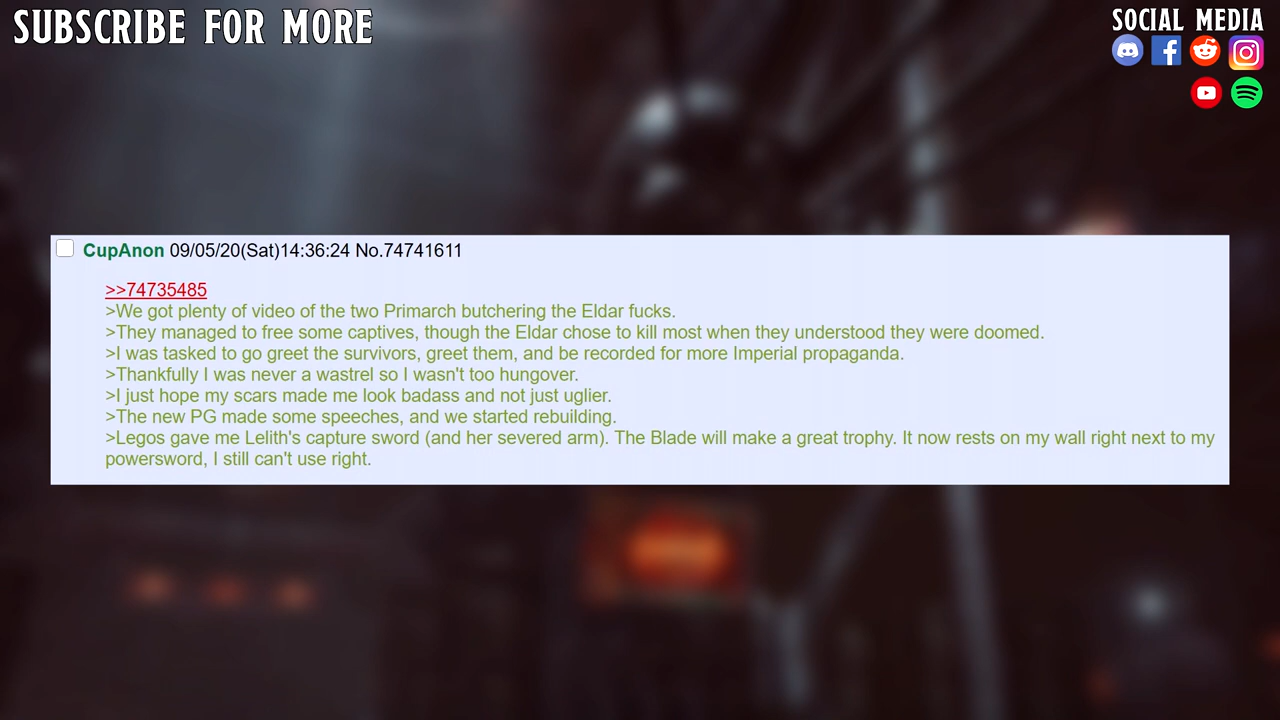 SUBSCRIBE FOR MORE
SOCIAL MEDIA
CupAnon 09/05/20(Sat)14:36:24 No.74741611
>>74735485
>We got plenty of video of the two Primarch butchering the Eldar fucks.
>They managed to free some captives, though the Eldar chose to kill most when they understood they were doomed.
>I was tasked to go greet the survivors, greet them, and be recorded for more Imperial propaganda.
>Thankfully I was never a wastrel so I wasn't too hungover.
>I just hope my scars made me look badass and not just uglier.
>The new PG made some speeches, and we started rebuilding.
>Legos gave me Lelith's capture sword (and her severed arm). The Blade will make a great trophy. It now rests on my wall right next to my
powersword, I still can't use right.